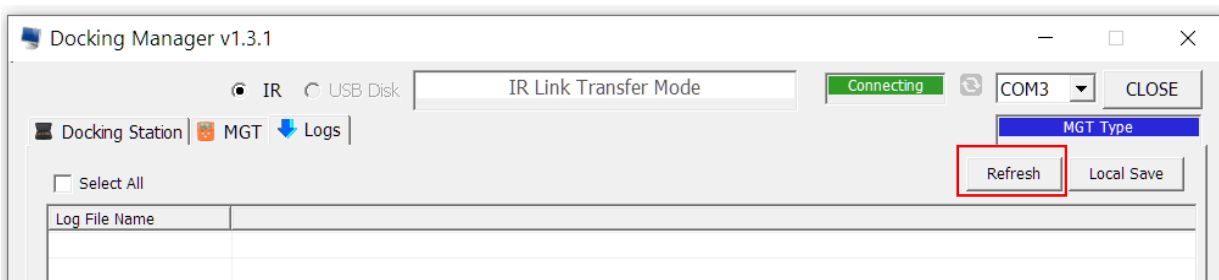 Docking Manager v1.3.1
IR USB Disk IR Link Transfer Mode Connecting COM3 CLOSE
Docking Station MGT Logs MGT Type
Select All Refresh Local Save
Log File Name